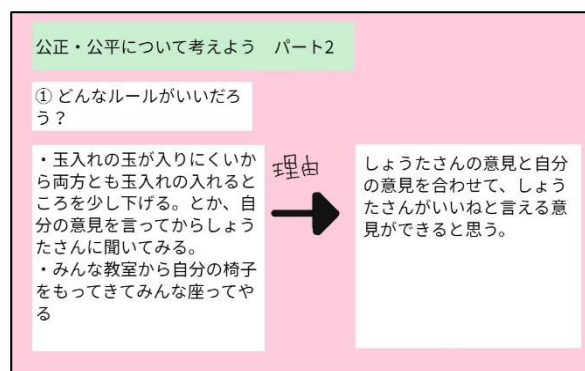 公正・公平について考えよう　パート2
① どんなルールがいいだろ
う？
・玉入れの玉が入りにくいか
ら両方とも玉入れの入れると
ころを少し下げる。とか、自
分の意見を言ってからしょう
たさんに聞いてみる。
・みんな教室から自分の椅子
をもってきてみんな座ってや
る
理由
しょうたさんの意見と自分
の意見を合わせて、しょう
たさんがいいねと言える意
見ができると思う。